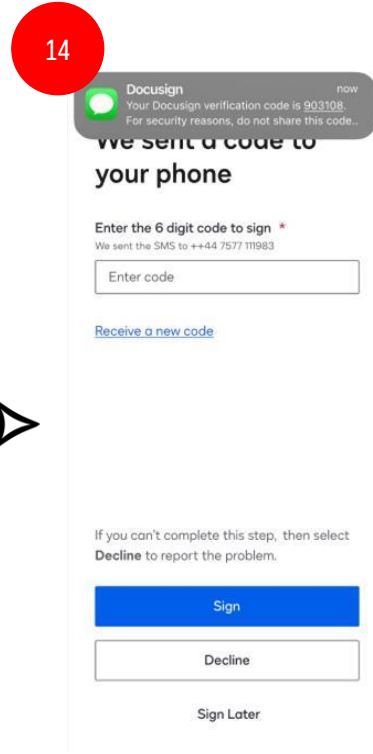 14
Docusign now
Your Docusign verification code is 903108.
For security reasons, do not share this code..
We sent a code to
your phone
Enter the 6 digit code to sign *
We sent the SMS to ++44 7577 111983
Enter code
Receive a new code
If you can't complete this step, then select
Decline to report the problem.
Sign
Decline
Sign Later